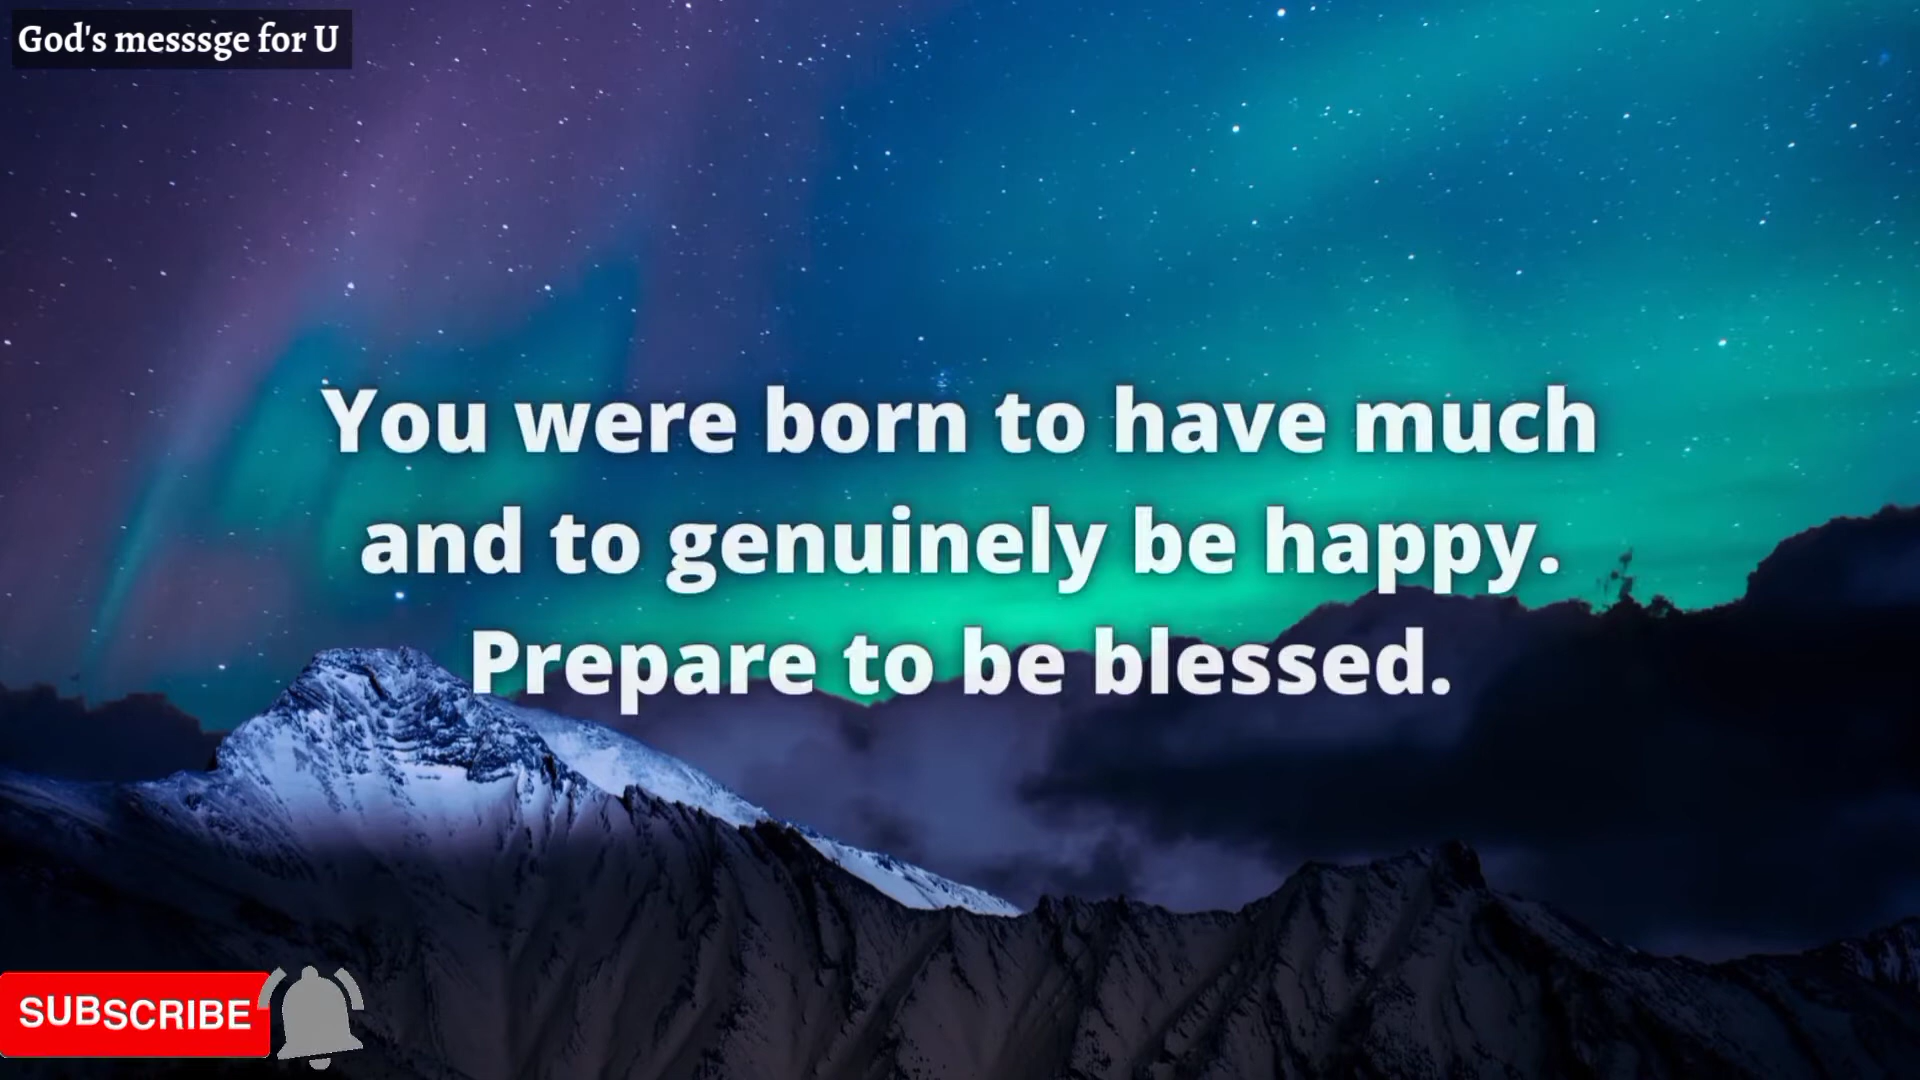 God's messsge for U
You were born to have much
and to genuinely be happy.
Prepare to be blessed.
SUBSCRIBE